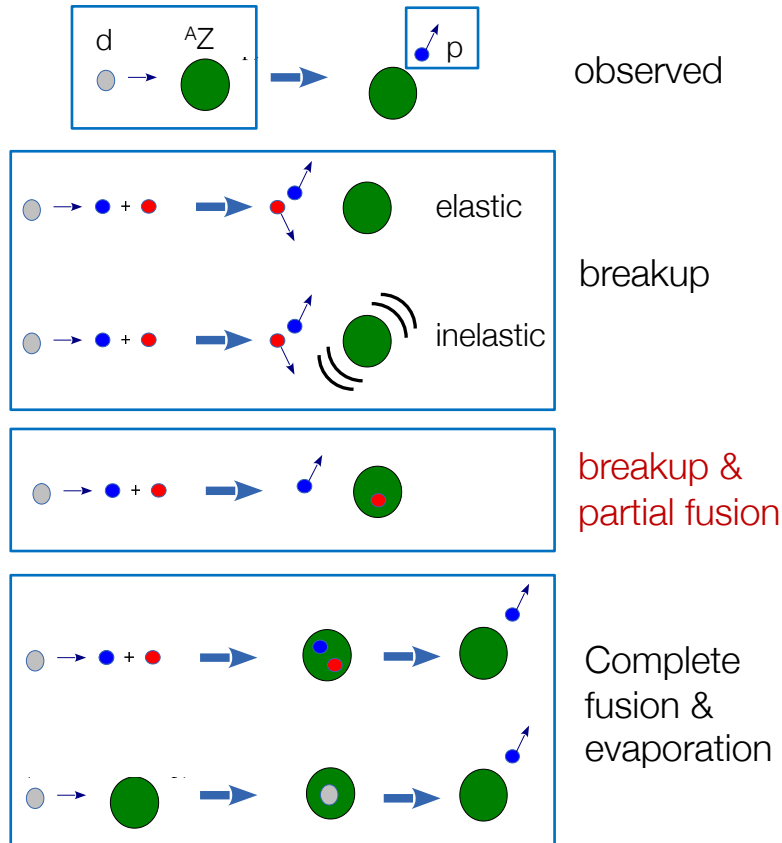 d
ᴬZ
p
observed
+
elastic
breakup
+
inelastic
+
breakup &
partial fusion
+
Complete
fusion &
evaporation